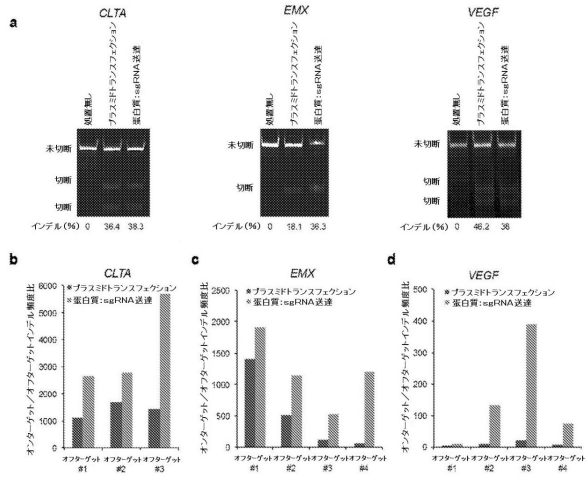 a
CLTA
処置無し
プラスミドトランスフェクション
蛋白質:sgRNA送達
未切断
切断
切断
インデル(%) 0 36.4 38.3
EMX
処置無し
プラスミドトランスフェクション
蛋白質:sgRNA送達
未切断
切断
インデル(%) 0 18.1 36.3
VEGF
処置無し
プラスミドトランスフェクション
蛋白質:sgRNA送達
未切断
切断
切断
インデル(%) 0 46.2 36
b
CLTA
オンターゲット/オフターゲットインデル頻度比
プラスミドトランスフェクション
蛋白質:sgRNA送達
6000
5000
4000
3000
2000
1000
0
オフターゲット オフターゲット オフターゲット
#1 #2 #3
c
EMX
オンターゲット/オフターゲットインデル頻度比
プラスミドトランスフェクション
蛋白質:sgRNA送達
2500
2000
1500
1000
500
0
オフターゲット オフターゲット オフターゲット オフターゲット
#1 #2 #3 #4
d
VEGF
オンターゲット/オフターゲットインデル頻度比
プラスミドトランスフェクション
蛋白質:sgRNA送達
500
400
300
200
100
0
オフターゲット オフターゲット オフターゲット オフターゲット
#1 #2 #3 #4